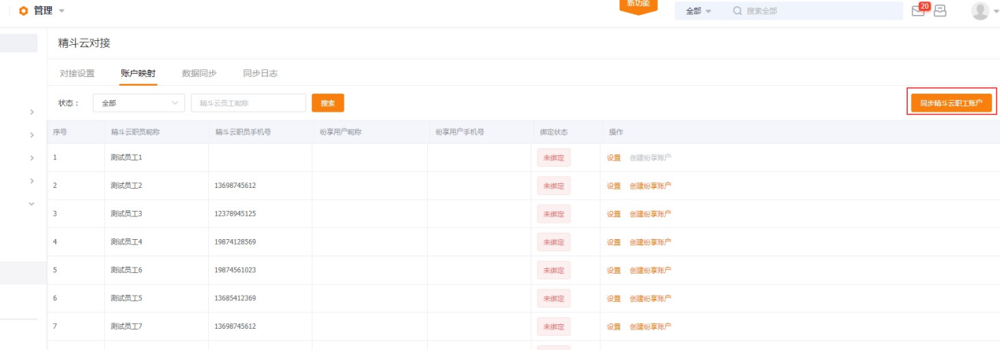 管理
新功能
全部 搜索全部 20
精斗云对接
对接设置 账户映射 数据同步 同步日志
状态： 全部 精斗云员工昵称 搜索 同步精斗云职工账户
序号 精斗云职员昵称 精斗云职员手机号 纷享用户昵称 纷享用户手机号 绑定状态 操作
1 测试员工1 未绑定 设置 创建纷享账户
2 测试员工2 13698745612 未绑定 设置 创建纷享账户
3 测试员工3 12378945125 未绑定 设置 创建纷享账户
4 测试员工4 19874128569 未绑定 设置 创建纷享账户
5 测试员工6 19874561023 未绑定 设置 创建纷享账户
6 测试员工5 13685412369 未绑定 设置 创建纷享账户
7 测试员工7 13698745612 未绑定 设置 创建纷享账户